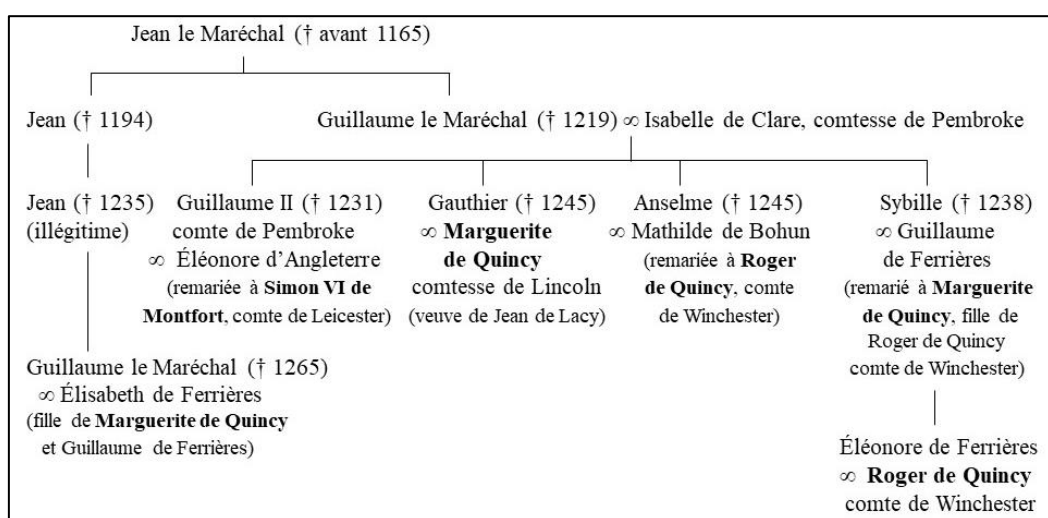 Jean le Maréchal († avant 1165)
Jean († 1194)
Guillaume le Maréchal († 1219) ∞ Isabelle de Clare, comtesse de Pembroke
Jean († 1235)
(illégitime)
Guillaume II († 1231)
comte de Pembroke
∞ Éléonore d’Angleterre
(remariée à Simon VI de
Montfort, comte de Leicester)
Gauthier († 1245)
∞ Marguerite
de Quincy
comtesse de Lincoln
(veuve de Jean de Lacy)
Anselme († 1245)
∞ Mathilde de Bohun
(remariée à Roger
de Quincy, comte
de Winchester)
Sybille († 1238)
∞ Guillaume
de Ferrières
(remarié à Marguerite
de Quincy, fille de
Roger de Quincy
comte de Winchester)
Guillaume le Maréchal († 1265)
∞ Élisabeth de Ferrières
(fille de Marguerite de Quincy
et Guillaume de Ferrières)
Éléonore de Ferrières
∞ Roger de Quincy
comte de Winchester